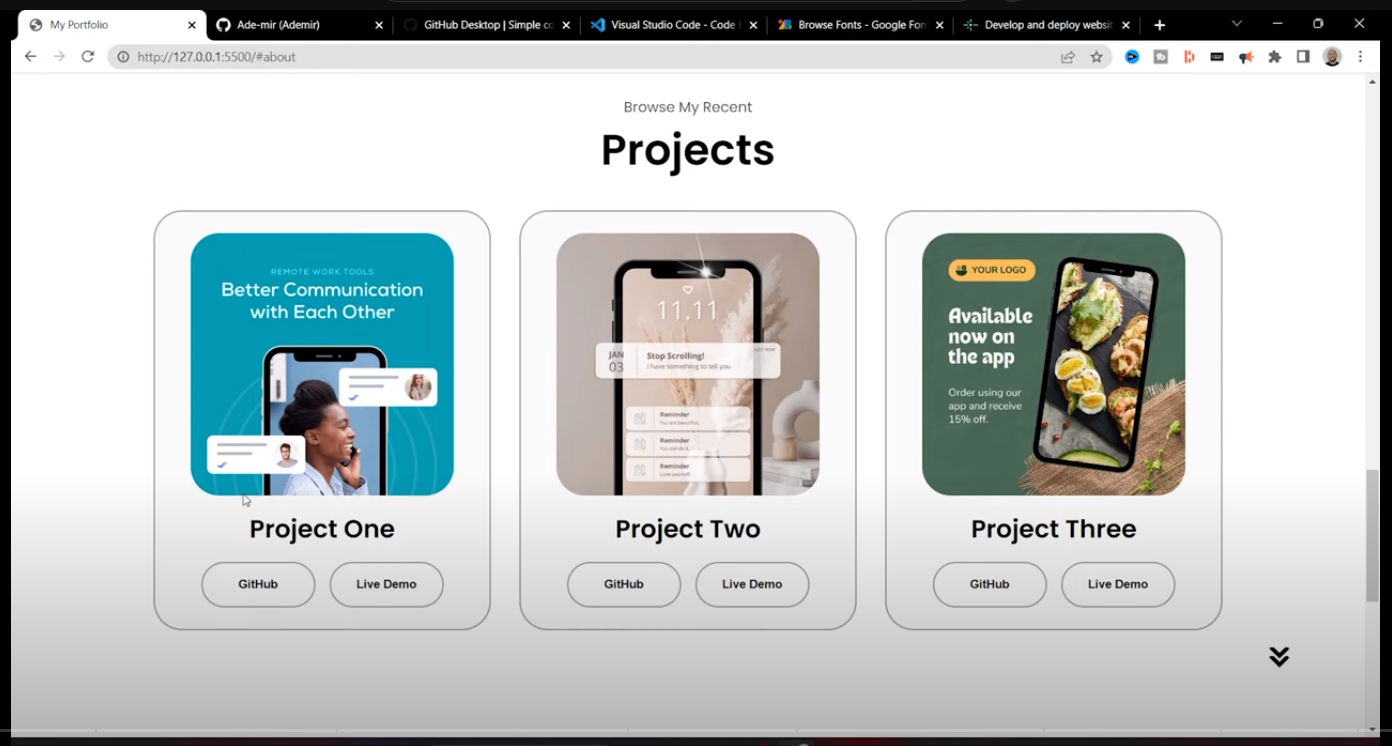 My Portfolio
Ade-mir (Ademir)
GitHub Desktop | Simple co
Visual Studio Code - Code
Browse Fonts - Google Fon
Develop and deploy websit
http://127.0.0.1:5500/#about
Browse My Recent
Projects
REMOTE WORK TOOLS
Better Communication
with Each Other
Project One
GitHub
Live Demo
11.11
JAN
03
Stop Scrolling!
I have something to tell you
Reminder
You are beautiful
Reminder
You can do it
Reminder
Love yourself
Project Two
GitHub
Live Demo
YOUR LOGO
Available
now on
the app
Order using our
app and receive
15% off.
Project Three
GitHub
Live Demo